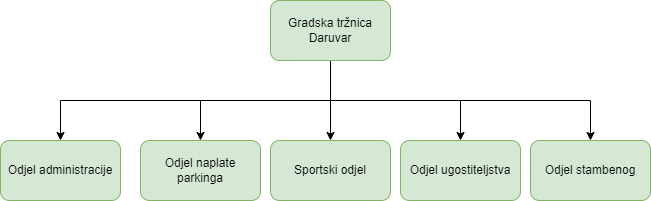 Gradska tržnica
Daruvar
Odjel administracije
Odjel naplate
parkinga
Sportski odjel
Odjel ugostiteljstva
Odjel stambenog